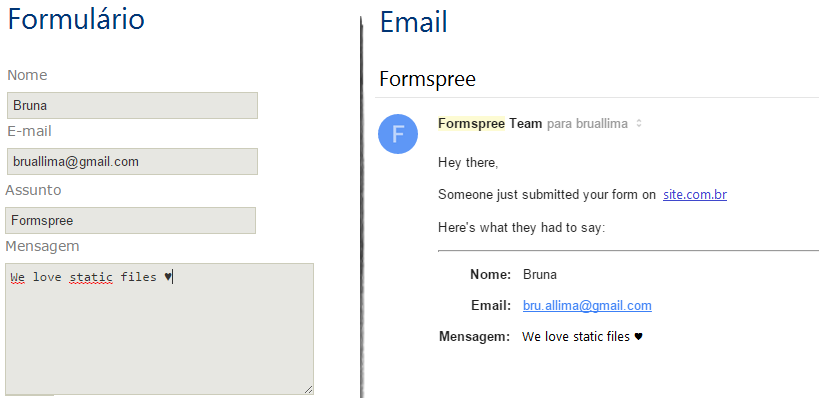 Formulário
Nome
Bruna
E-mail
bruallima@gmail.com
Assunto
Formspree
Mensagem
We love static files ♥
Email
Formspree
F
Formspree Team para bruallima
Hey there,
Someone just submitted your form on site.com.br
Here's what they had to say:
Nome: Bruna
Email: bru.allima@gmail.com
Mensagem: We love static files ♥